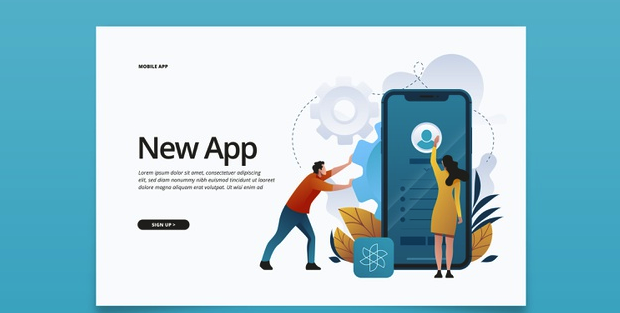 MOBILE APP
New App
Lorem ipsum dolor sit amet, consectetuer adipiscing
elit, sed diam nonummy nibh euismod tincidunt ut laoreet
dolore magna aliquam erat volutpat. Ut wisi enim ad
SIGN UP >